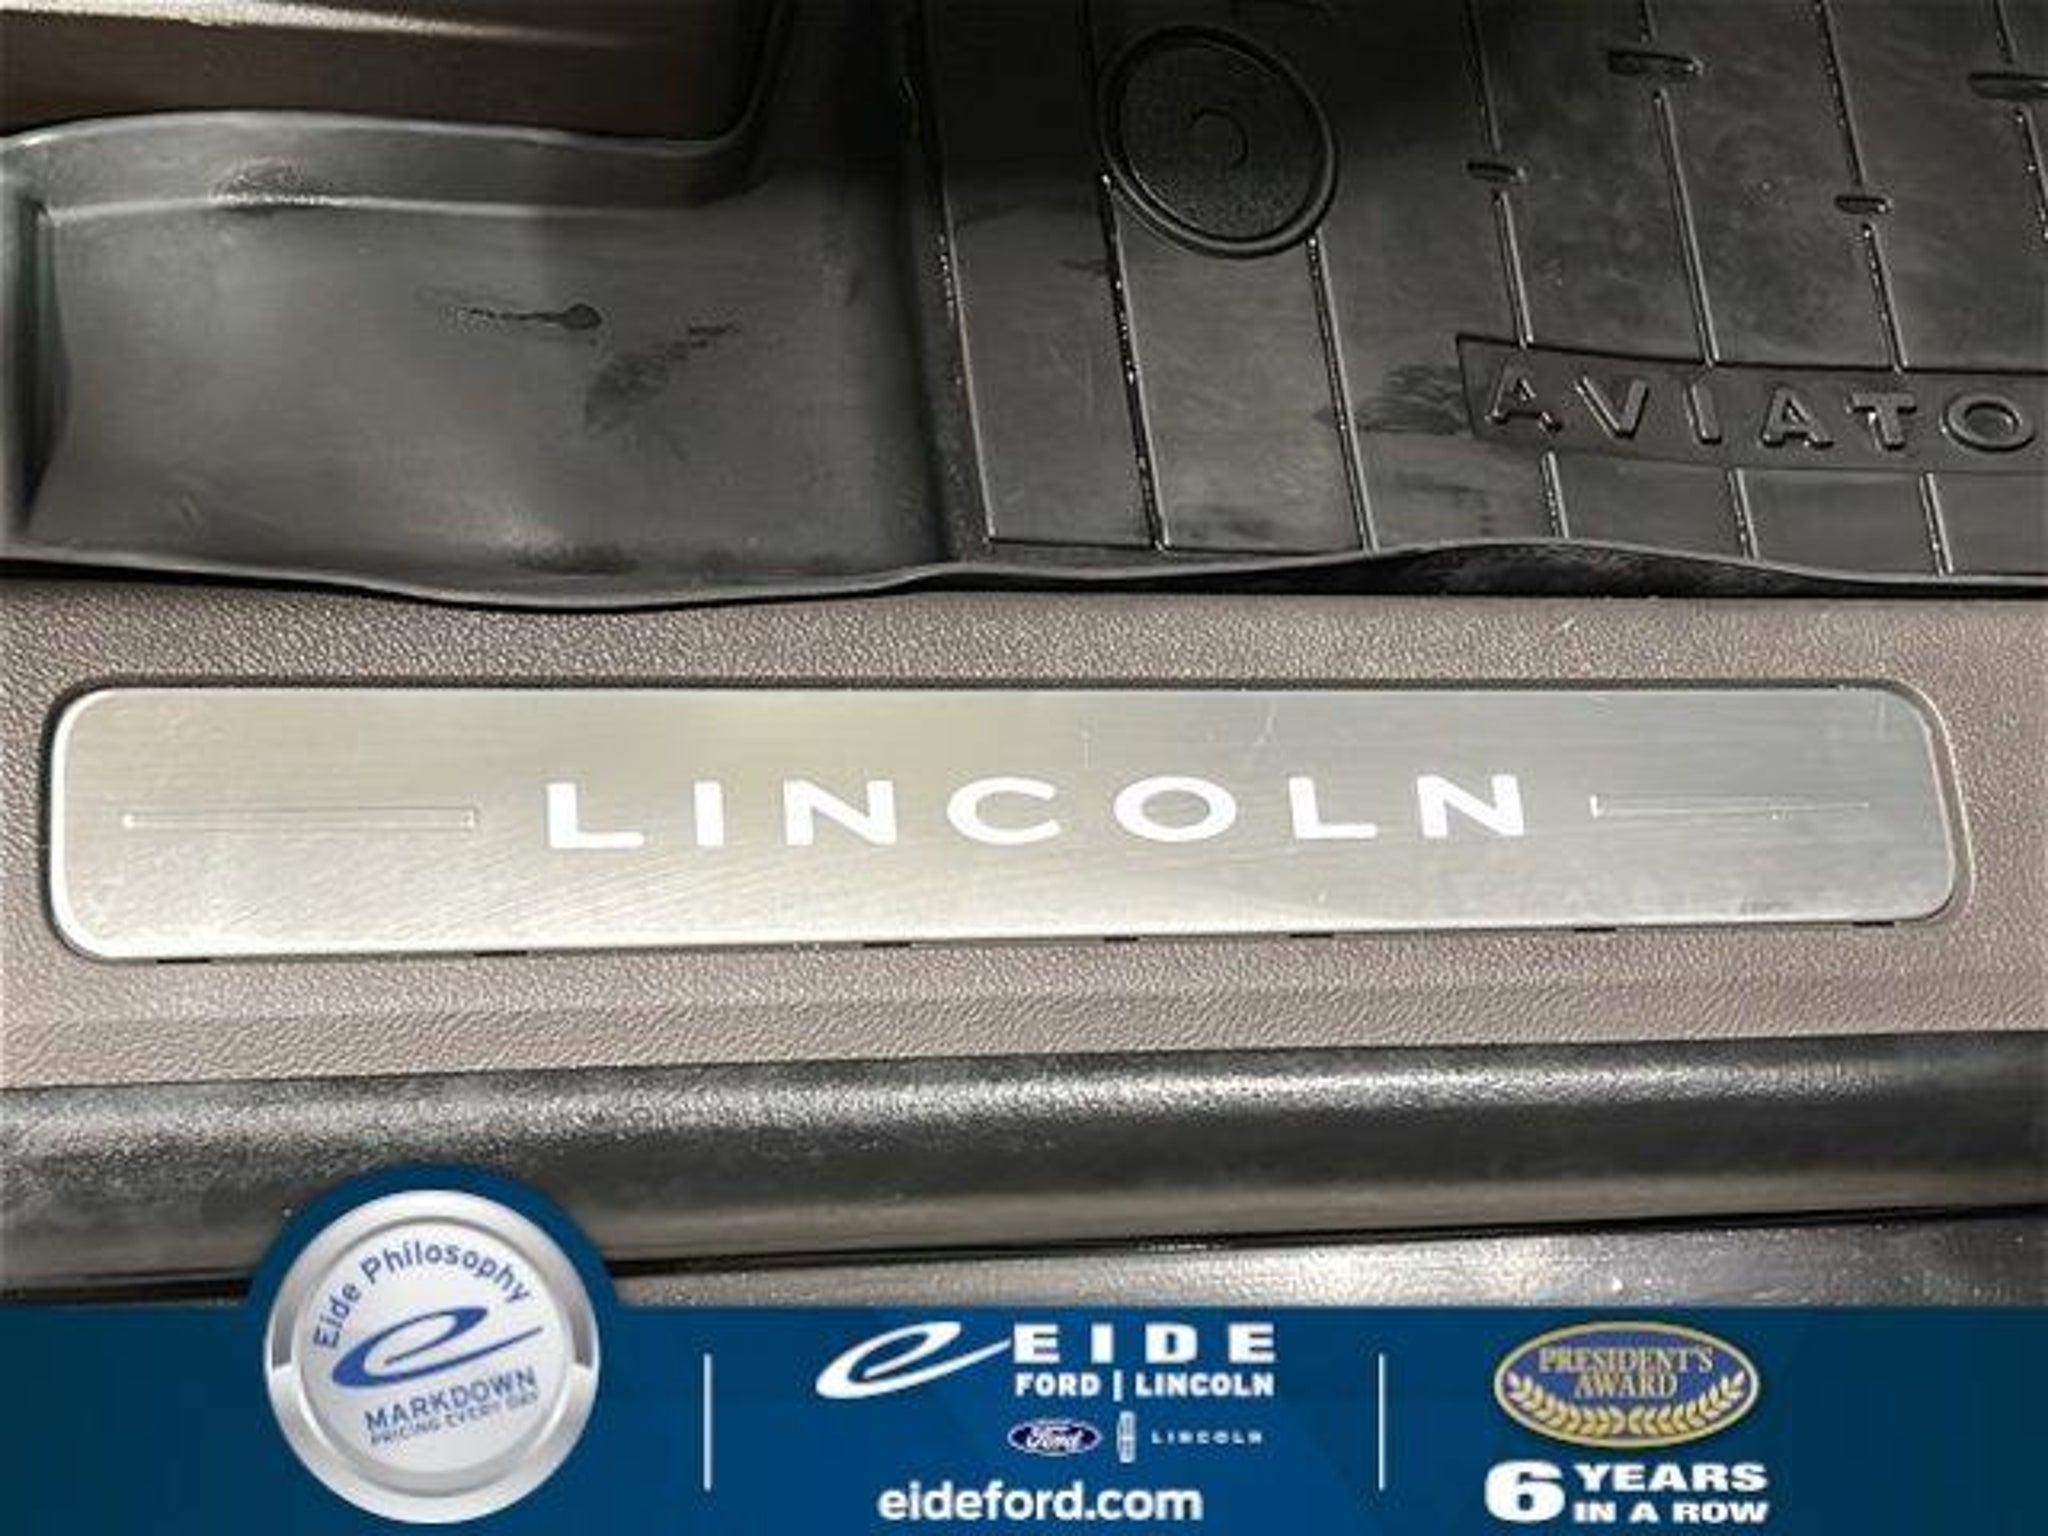 AVIATO
LINCOLN
Eide Philosophy
MARKDOWN
PRICING EVERY DAY
EIDE
FORD | LINCOLN
Ford
LINCOLN
eideford.com
PRESIDENT'S
AWARD
6 YEARS
IN A ROW